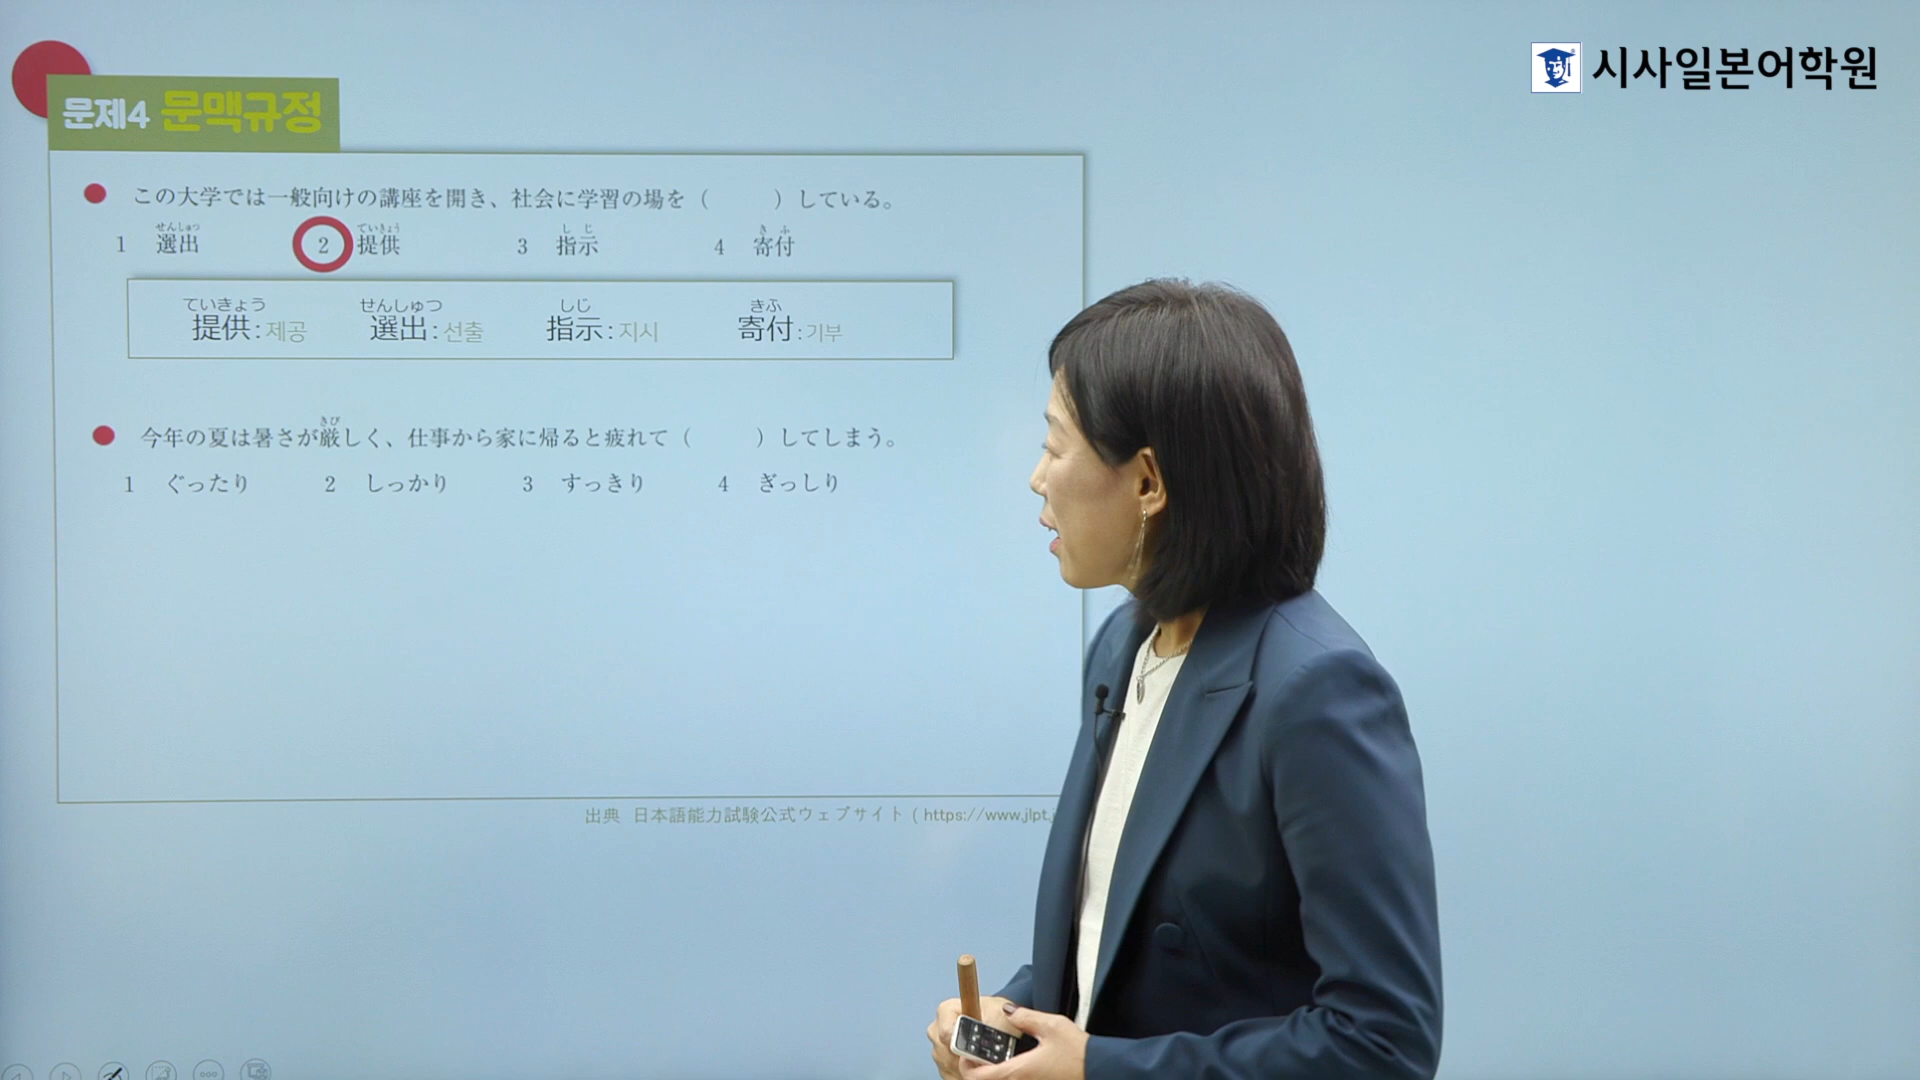 시사일본어학원
문제4 문맥규정
この大学では一般向けの講座を開き、社会に学習の場を（　　）している。
せんしゅつ ていきょう しじ きふ
1 選出 2 提供 3 指示 4 寄付
ていきょう せんしゅつ しじ きふ
提供:제공 選出:선출 指示:지시 寄付:기부
きび
今年の夏は暑さが厳しく、仕事から家に帰ると疲れて（　　）してしまう。
1 ぐったり 2 しっかり 3 すっきり 4 ぎっしり
出典 日本語能力試験公式ウェブサイト ( https://www.jlpt.